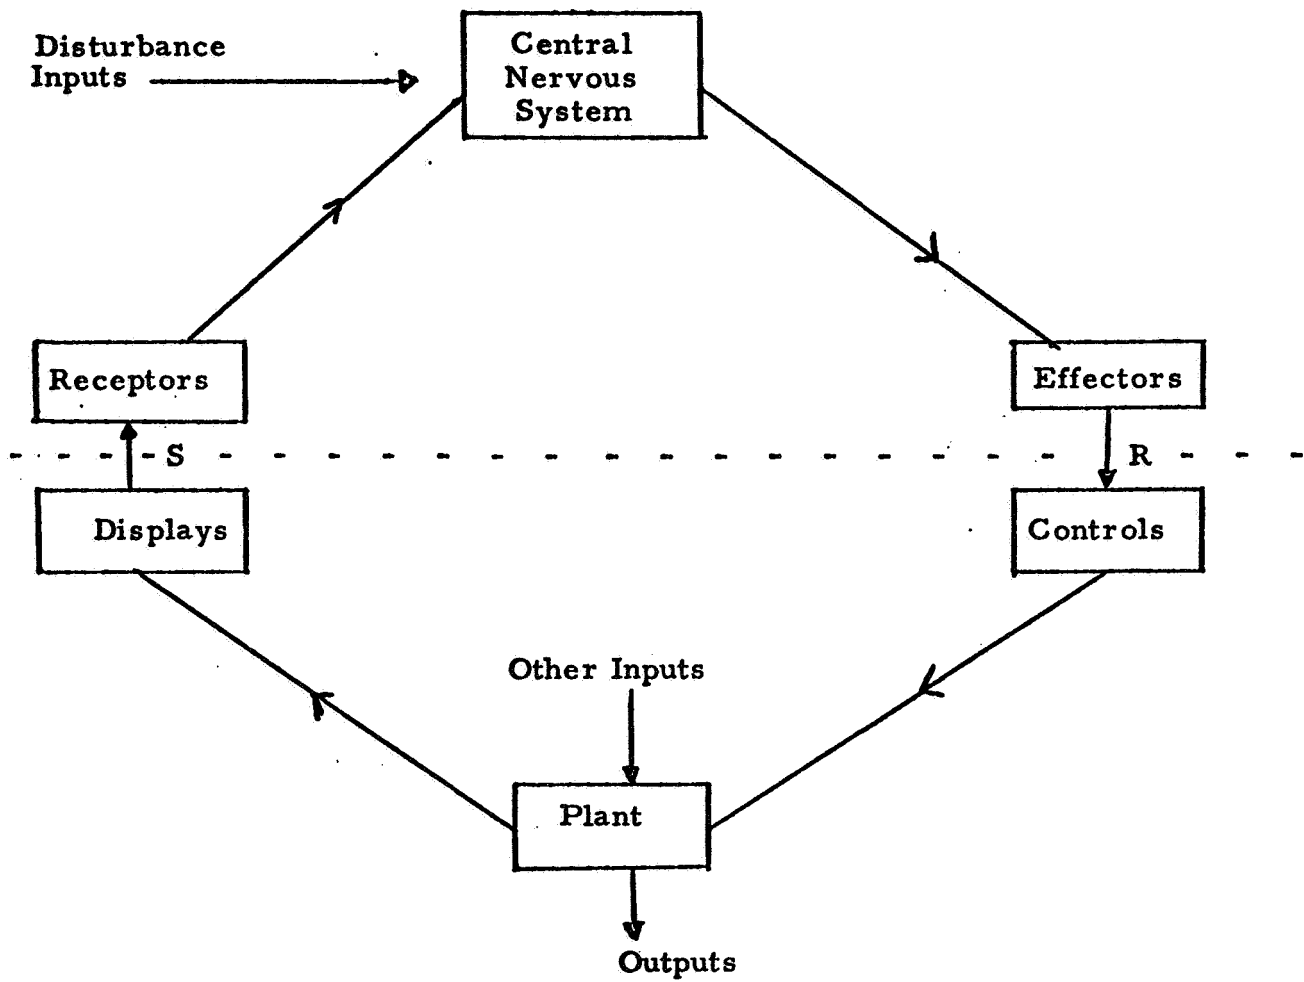 Disturbance
Inputs
Central
Nervous
System
Receptors
Effectors
S
R
Displays
Controls
Other Inputs
Plant
Outputs